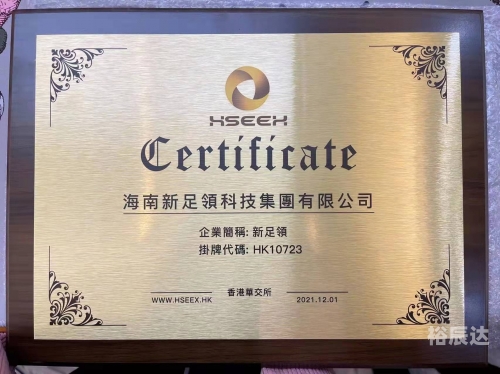 HSEEX
Certificate
海南新足領科技集團有限公司
企業簡稱: 新足領
掛牌代碼: HK10723
香港華交所
WWW.HSEEX.HK 2021.12.01
裕辰达